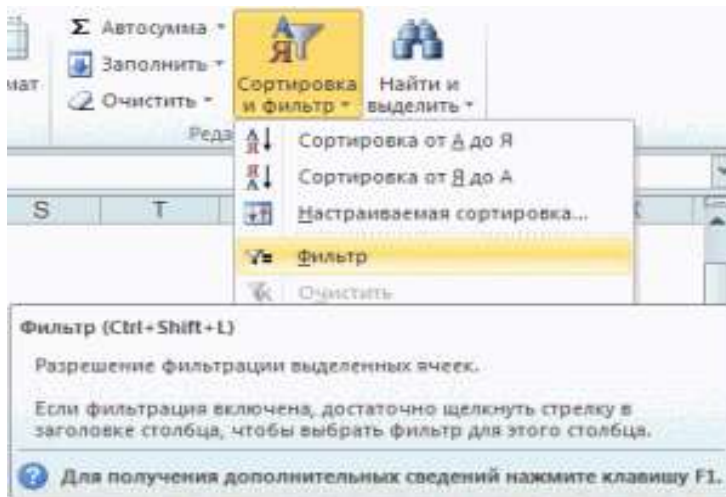 Σ Автосумма
Заполнить
Очистить
мат
Сортировка
и фильтр
Найти и
выделить
Реда
Сортировка от А до Я
Сортировка от Я до А
Настраиваемая сортировка...
S T
Фильтр
Очистить
Фильтр (Ctrl+Shift+L)
Разрешение фильтрации выделенных ячеек.
Если фильтрация включена, достаточно щелкнуть стрелку в
заголовке столбца, чтобы выбрать фильтр для этого столбца.
Для получения дополнительных сведений нажмите клавишу F1.